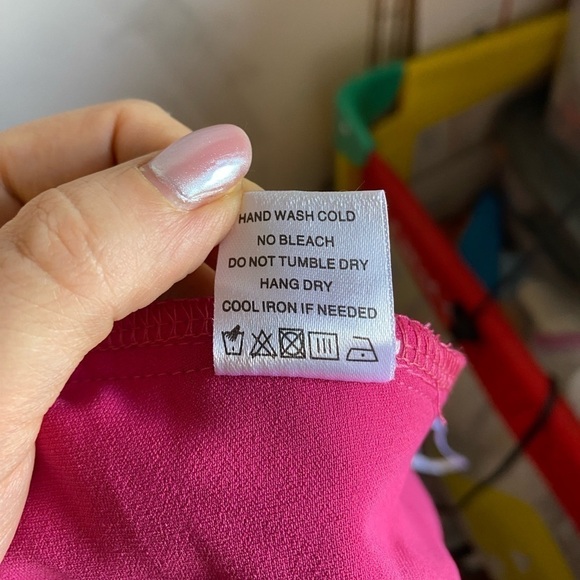 HAND WASH COLD
NO BLEACH
DO NOT TUMBLE DRY
HANG DRY
COOL IRON IF NEEDED